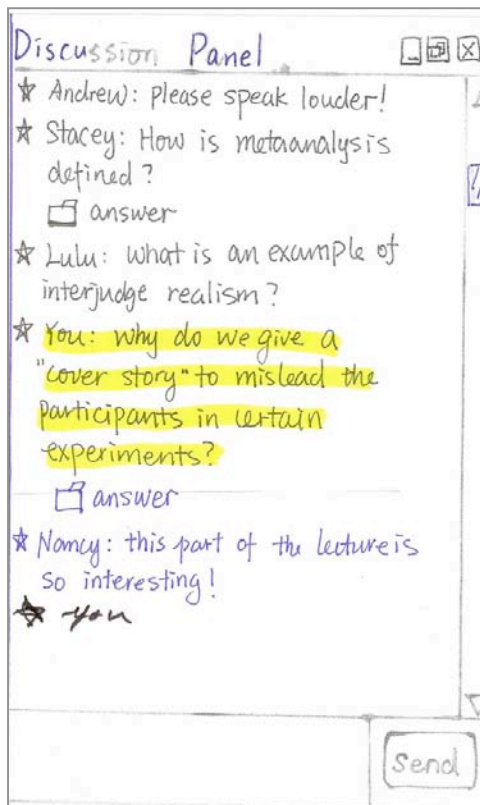 Discussion Panel
Andrew: please speak louder!
Stacey: How is metaanalysis
defined?
answer
Lulu: what is an example of
interjudge realism?
You: why do we give a
"cover story" to mislead the
participants in certain
experiments?
answer
Nancy: this part of the lecture is
so interesting!
you
Send